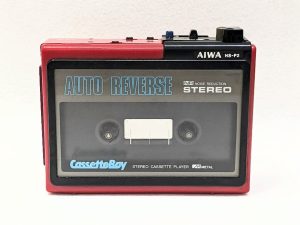 AIWA HS-P2
AUTO REVERSE
NOISE REDUCTION
STEREO
CassetteBoy
STEREO CASSETTE PLAYER METAL